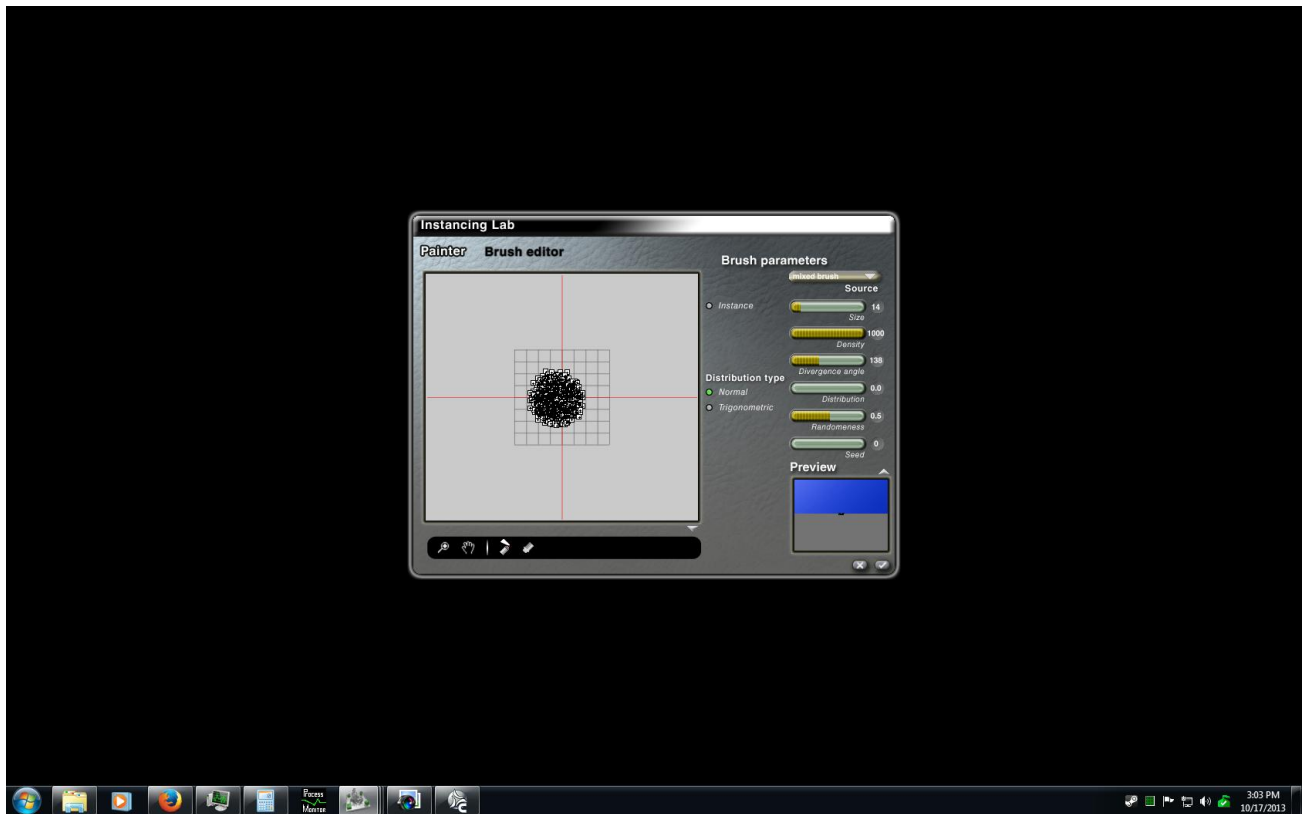 Instancing Lab
Painter Brush editor
Brush parameters
mixed brush
Source
Instance
14
Size
1000
Density
138
Divergence angle
Distribution type
Normal
0.0
Distribution
Trigonometric
0.5
Randomeness
0
Seed
Preview
Process
Monitor
3:03 PM
10/17/2013